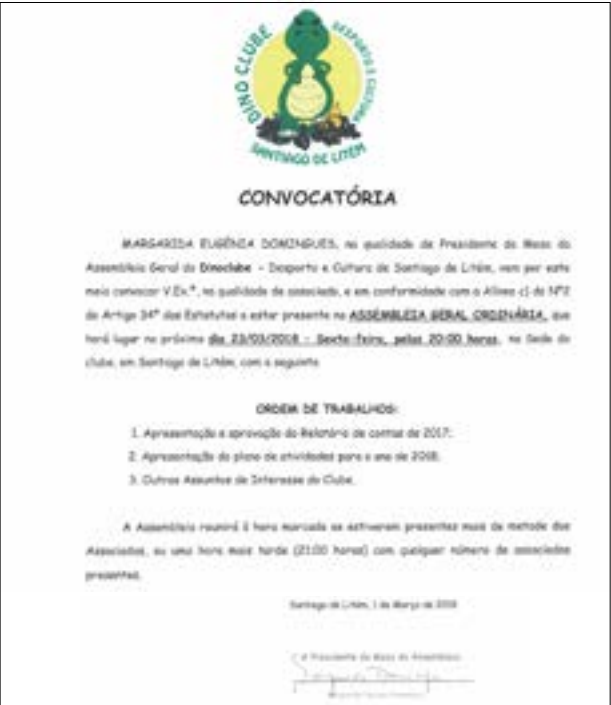 DINO CLUBE
DESPORTO E CULTURA
SANTIAGO DE LITÉM
CONVOCATÓRIA
MARGARIDA EUGÉNIA DOMINGUES, na qualidade de Presidente da Mesa da
Assembleia Geral do Dinoclube – Desporto e Cutura de Santiago de Litém, vem por este
meio convocar V.Ex.ª, na qualidade de associado, e em conformidade com a Alínea c) do Nº2
do Artigo 34º dos Estatutos a estar presente na ASSEMBLEIA GERAL ORDINÁRIA, que
terá lugar no próximo dia 23/03/2018 – Sexta-feira, pelas 20:00 horas, na Sede do
clube, em Santiago de Litém, com a seguinte
ORDEM DE TRABALHOS:
1. Apresentação e aprovação do Relatório de contas de 2017;
2. Apresentação do plano de atividades para o ano de 2018;
3. Outros Assuntos de Interesse do Clube.
A Assembleia reunirá à hora marcada se estiverem presentes mais de metade dos
Associados, ou uma hora mais tarde (21:00 horas) com qualquer número de associados
presentes.
Santiago de Litém, 1 de Março de 2018
A Presidente da Mesa da Assembleia